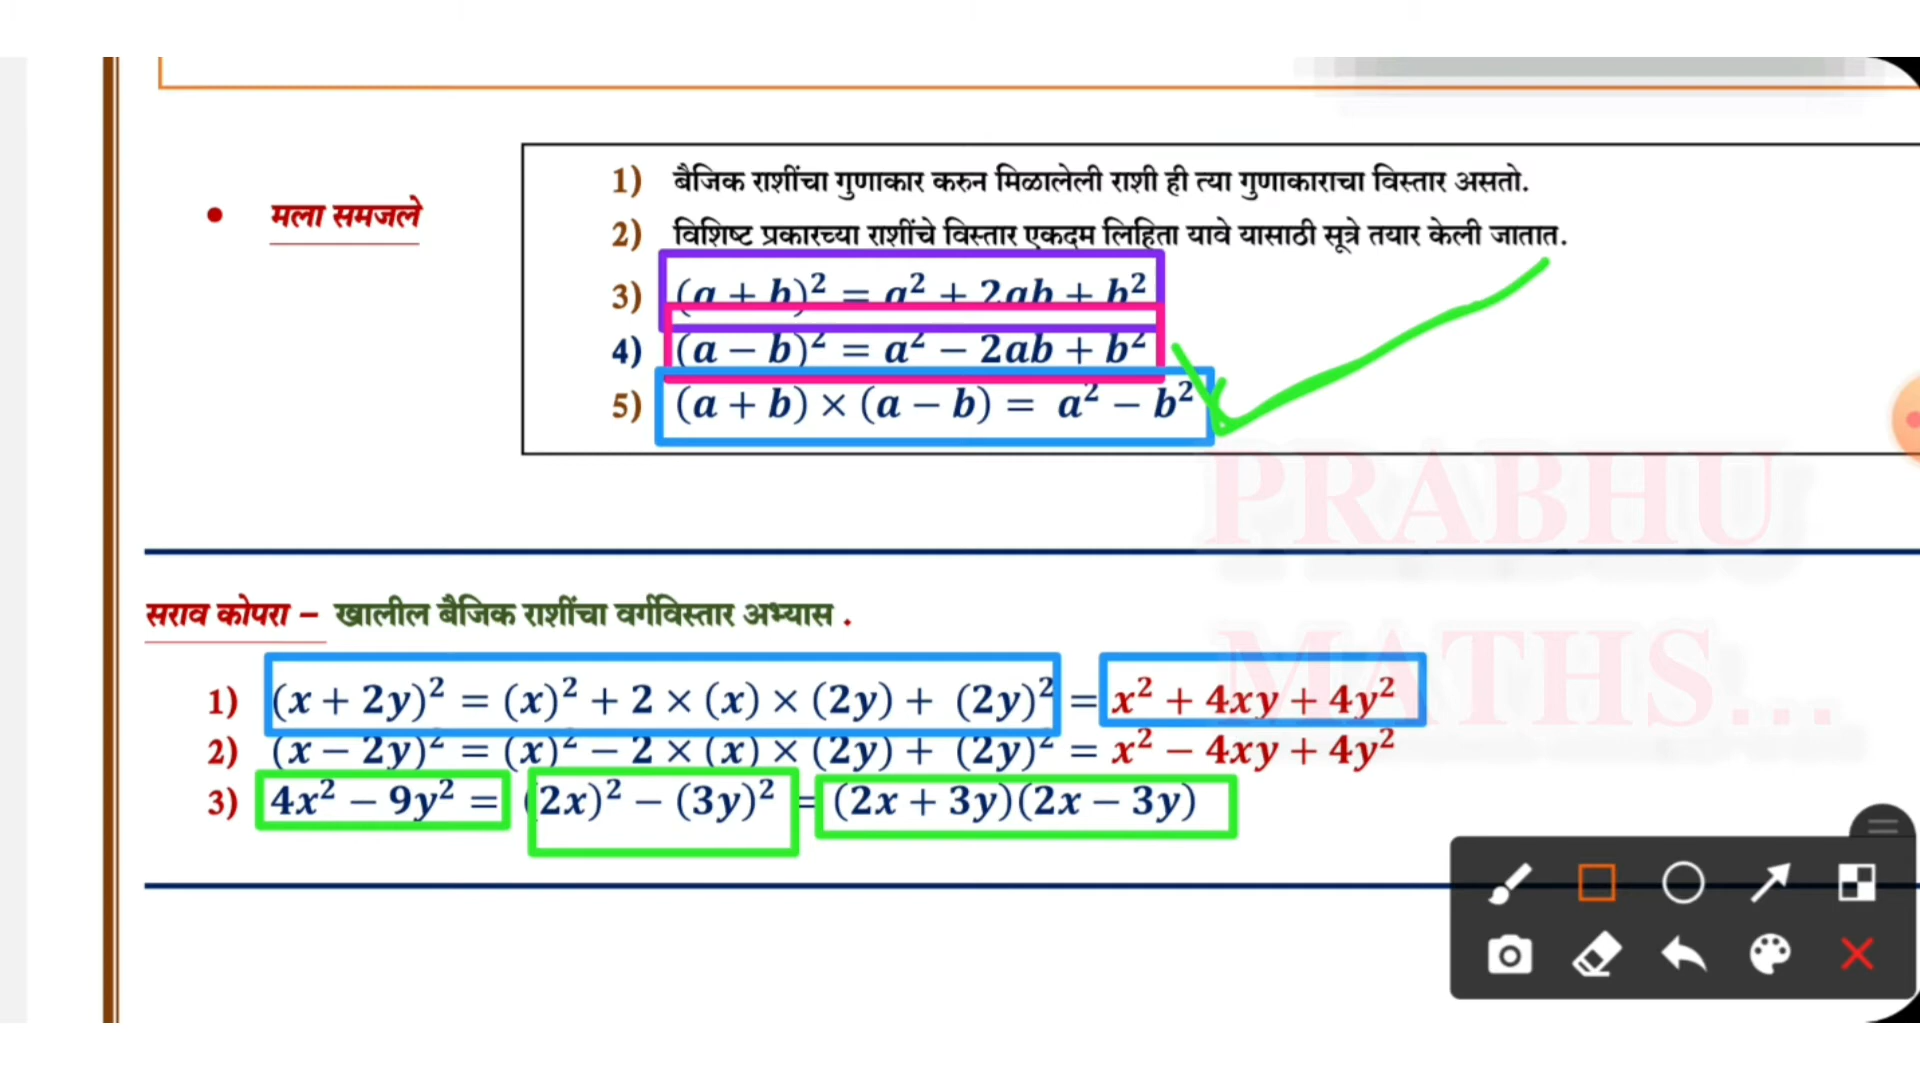 • मला समजले
1) बैजिक राशींचा गुणाकार करुन मिळालेली राशी ही त्या गुणाकाराचा विस्तार असतो.
2) विशिष्ट प्रकारच्या राशींचे विस्तार एकदम लिहिता यावे यासाठी सूत्रे तयार केली जातात.
3) (a + b)² = a² + 2ab + b²
4) (a − b)² = a² − 2ab + b²
5) (a + b) × (a − b) = a² − b²
PRABHU
MATHS...
सराव कोपरा – खालील बैजिक राशींचा वर्गविस्तार अभ्यास .
1) (x + 2y)² = (x)² + 2 × (x) × (2y) + (2y)² = x² + 4xy + 4y²
2) (x − 2y)² = (x)² − 2 × (x) × (2y) + (2y)² = x² − 4xy + 4y²
3) 4x² − 9y² = (2x)² − (3y)² = (2x + 3y)(2x − 3y)